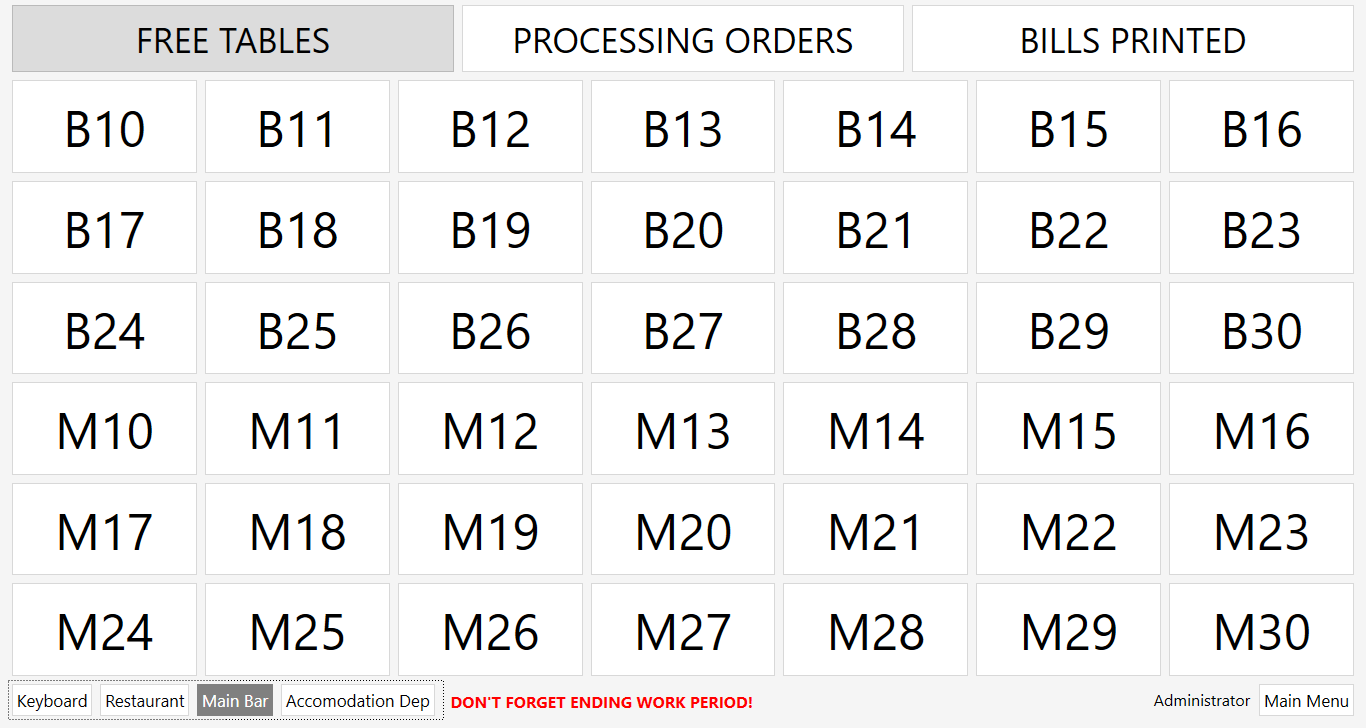 FREE TABLES PROCESSING ORDERS BILLS PRINTED
B10 B11 B12 B13 B14 B15 B16
B17 B18 B19 B20 B21 B22 B23
B24 B25 B26 B27 B28 B29 B30
M10 M11 M12 M13 M14 M15 M16
M17 M18 M19 M20 M21 M22 M23
M24 M25 M26 M27 M28 M29 M30
Keyboard Restaurant Main Bar Accomodation Dep DON'T FORGET ENDING WORK PERIOD! Administrator Main Menu